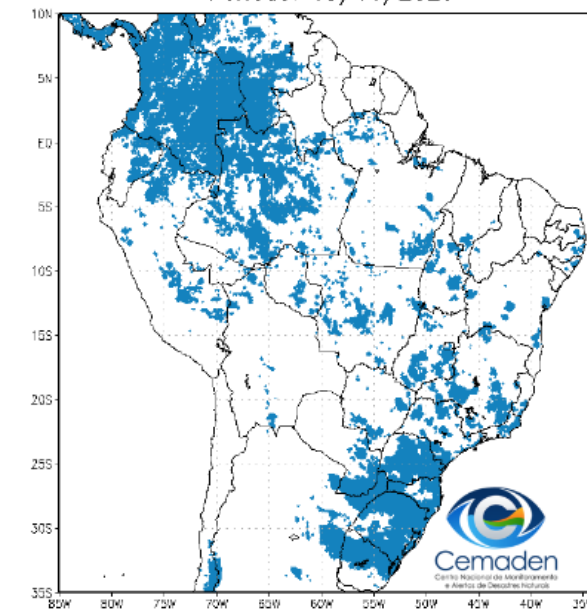 10N
5N
EQ
5S
10S
15S
20S
25S
30S
35S
85W 80W 75W 70W 65W 60W 55W 50W 45W 40W
Cemaden
Centro Nacional de Monitoramento
e Alertas de Desastres Naturais